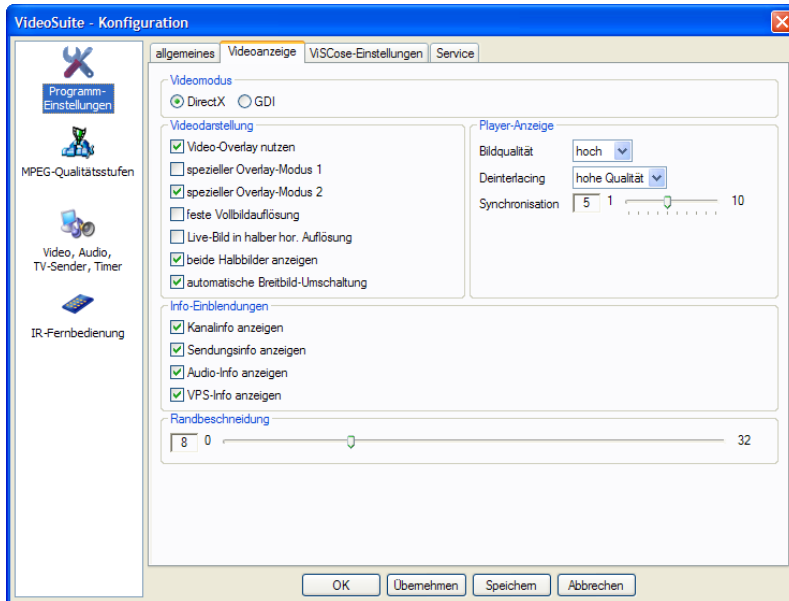 VideoSuite - Konfiguration
Programm-
Einstellungen
MPEG-Qualitätsstufen
Video, Audio,
TV-Sender, Timer
IR-Fernbedienung
allgemeines Videoanzeige ViSCose-Einstellungen Service
Videomodus
DirectX GDI
Videodarstellung
Video-Overlay nutzen
spezieller Overlay-Modus 1
spezieller Overlay-Modus 2
feste Vollbildauflösung
Live-Bild in halber hor. Auflösung
beide Halbbilder anzeigen
automatische Breitbild-Umschaltung
Player-Anzeige
Bildqualität hoch
Deinterlacing hohe Qualität
Synchronisation 5 1 10
Info-Einblendungen
Kanalinfo anzeigen
Sendungsinfo anzeigen
Audio-Info anzeigen
VPS-Info anzeigen
Randbeschneidung
8 0 32
OK Übernehmen Speichern Abbrechen